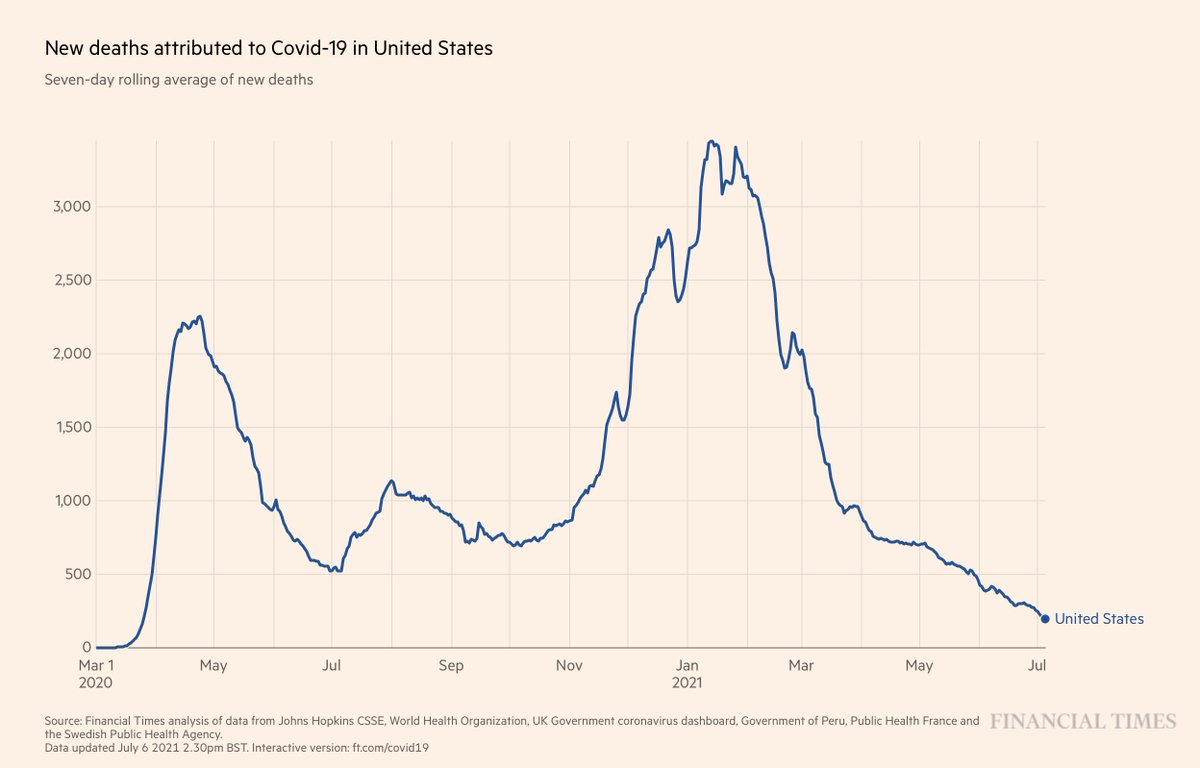 New deaths attributed to Covid-19 in United States
Seven-day rolling average of new deaths
3,000
2,500
2,000
1,500
1,000
500
0
United States
Mar 1 May Jul Sep Nov Jan Mar May Jul
2020 2021
Source: Financial Times analysis of data from Johns Hopkins CSSE, World Health Organization, UK Government coronavirus dashboard, Government of Peru, Public Health France and
the Swedish Public Health Agency.
Data updated July 6 2021 2.30pm BST. Interactive version: ft.com/covid19
FINANCIAL TIMES